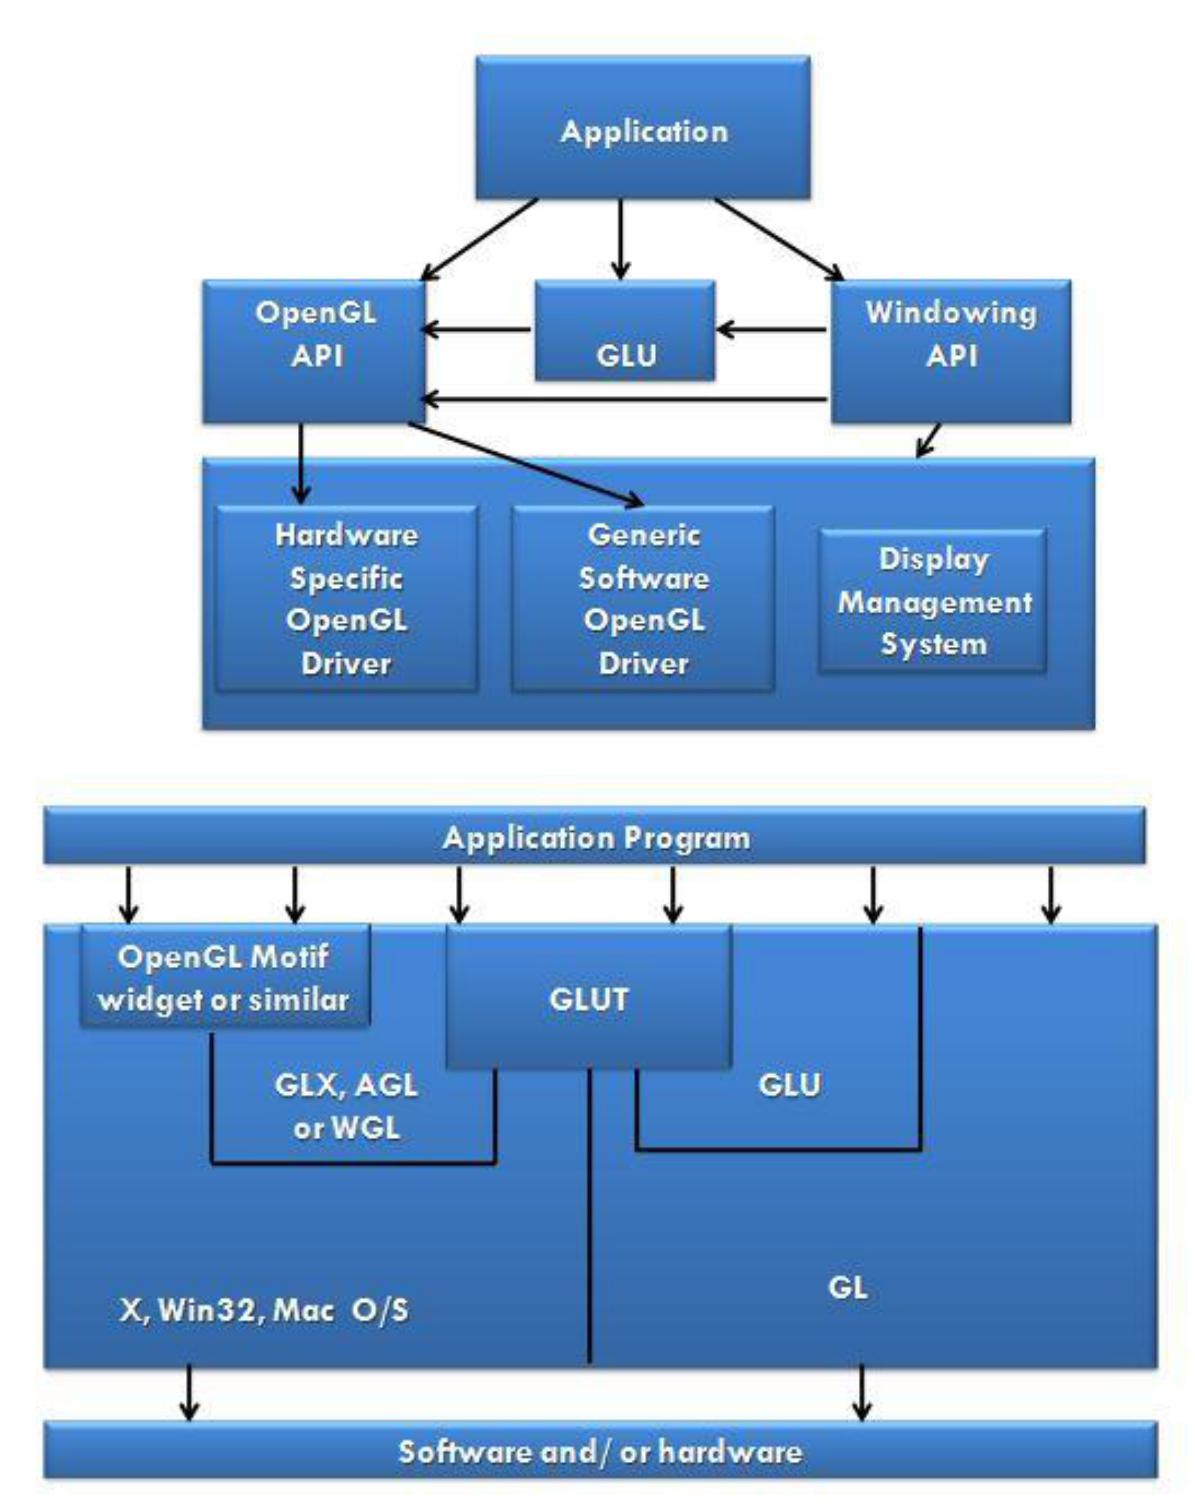 Application
OpenGL
API
GLU
Windowing
API
Hardware
Specific
OpenGL
Driver
Generic
Software
OpenGL
Driver
Display
Management
System
Application Program
OpenGL Motif
widget or similar
GLUT
GLX, AGL
or WGL
GLU
X, Win32, Mac O/S
GL
Software and/ or hardware